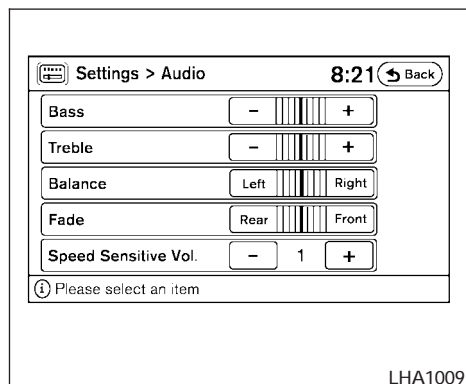 Settings > Audio 8:21 Back
Bass - +
Treble - +
Balance Left Right
Fade Rear Front
Speed Sensitive Vol. - 1 +
i Please select an item
LHA1009